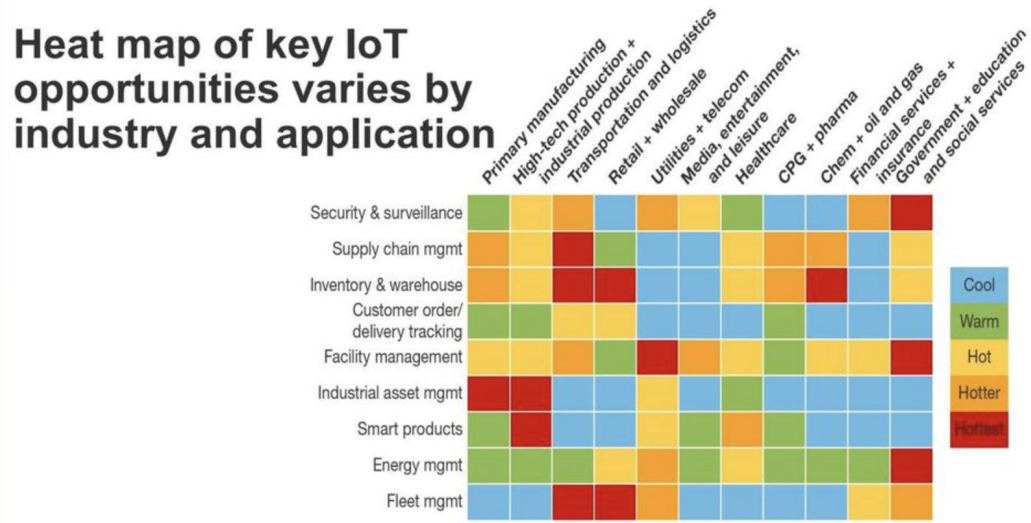 Heat map of key IoT
opportunities varies by
industry and application
Primary manufacturing
High-tech production +
industrial production
Transportation and logistics
Retail + wholesale
Utilities + telecom
Media, entertainment,
and leisure
Healthcare
CPG + pharma
Chem + oil and gas
Financial services +
insurance
Government + education
and social services
Security & surveillance
Supply chain mgmt
Inventory & warehouse
Customer order/
delivery tracking
Facility management
Industrial asset mgmt
Smart products
Energy mgmt
Fleet mgmt
Cool
Warm
Hot
Hotter
Hottest